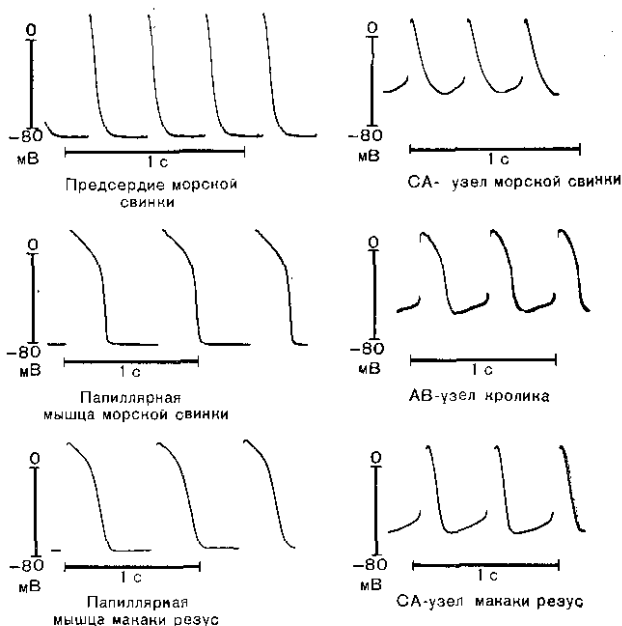 0
−80
мВ
1 с
Предсердие морской
свинки
0
−80
мВ
1 с
СА- узел морской свинки
0
−80
мВ
1 с
Папиллярная
мышца морской свинки
0
−80
мВ
1 с
АВ-узел кролика
0
−80
мВ
1 с
Папиллярная
мышца макаки резус
0
−80
мВ
1 с
СА-узел макаки резус